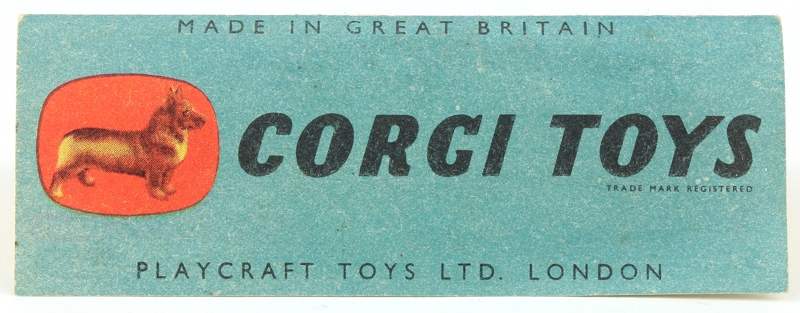 MADE IN GREAT BRITAIN
CORGI TOYS
TRADE MARK REGISTERED
PLAYCRAFT TOYS LTD. LONDON